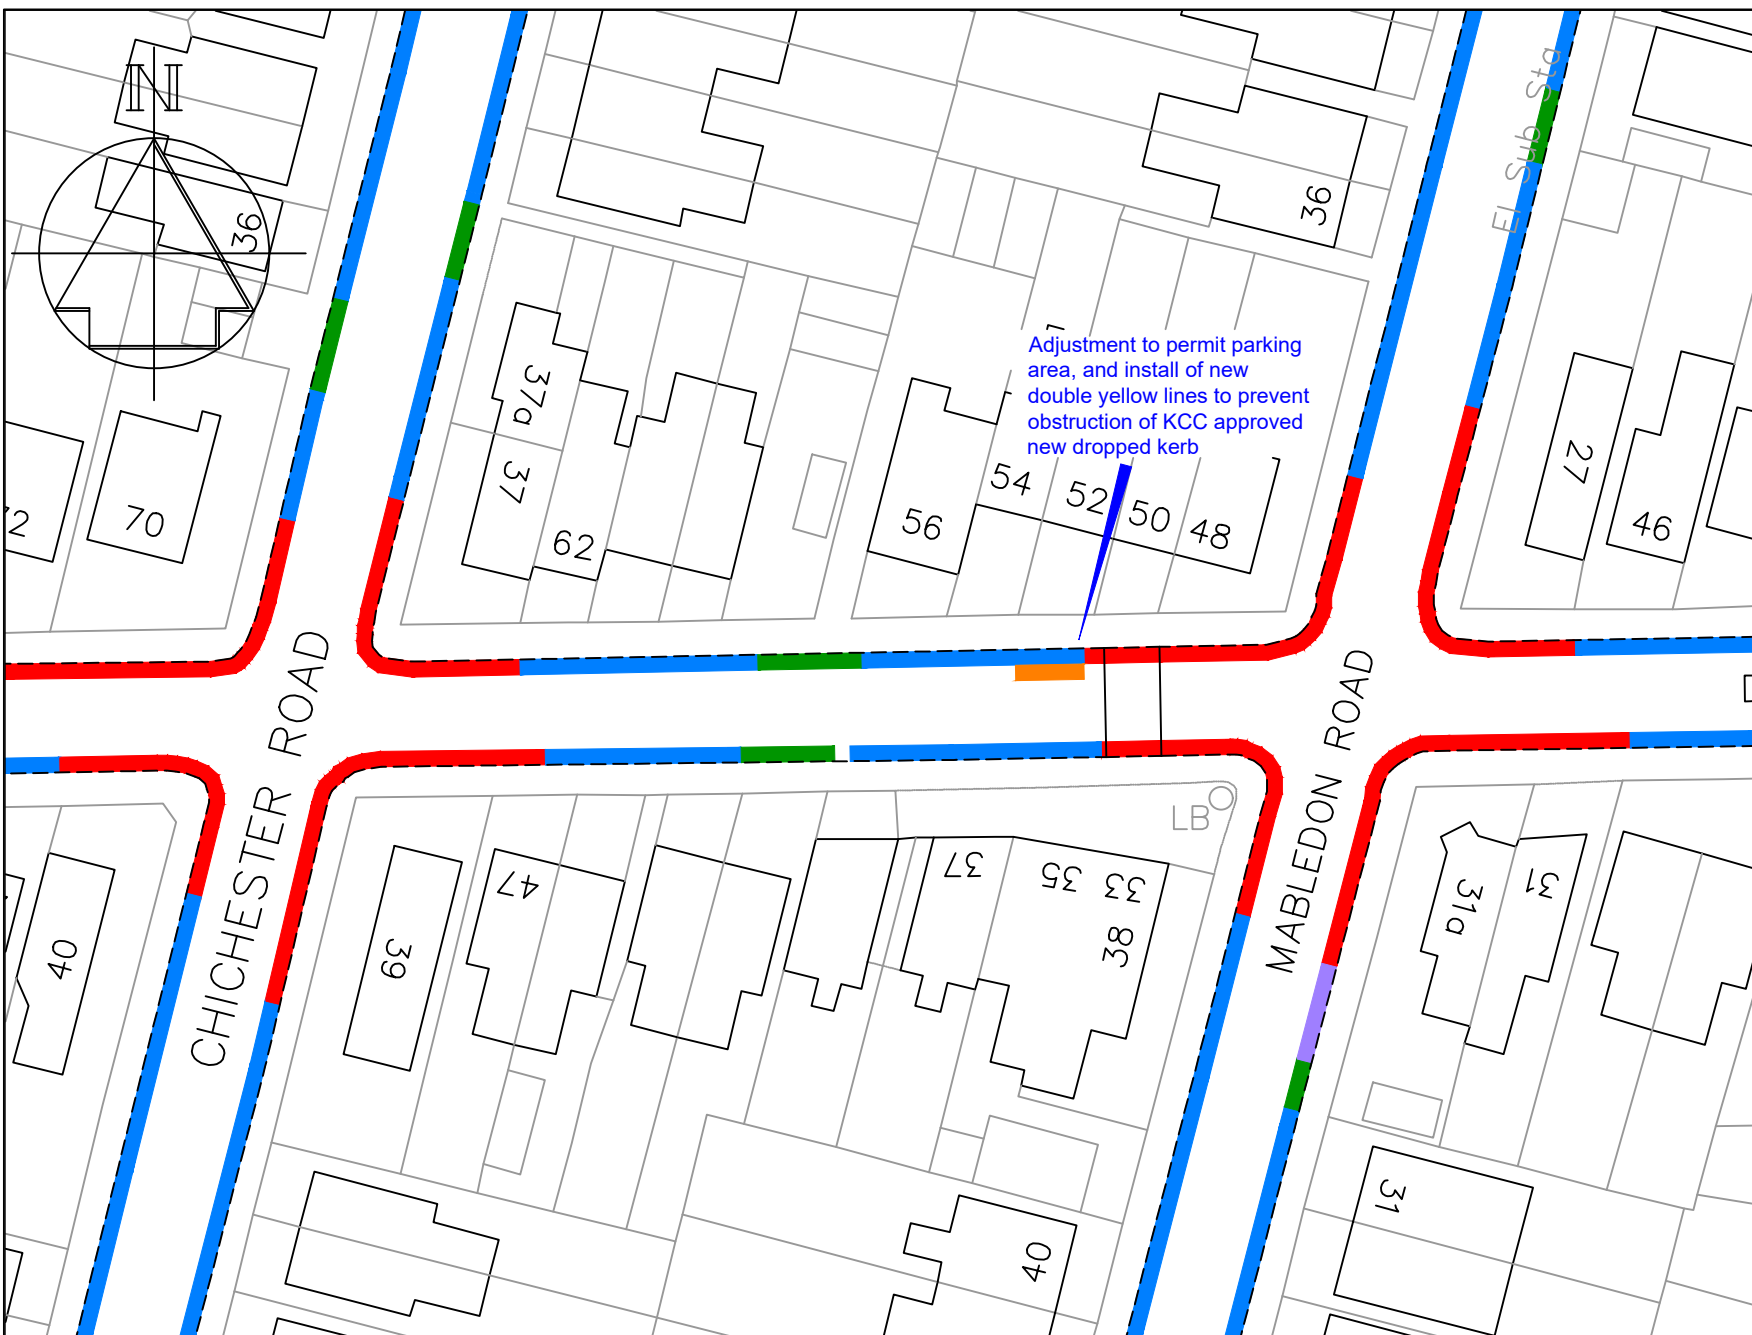 N
El Sub Sta
36
36
Adjustment to permit parking
area, and install of new
double yellow lines to prevent
obstruction of KCC approved
new dropped kerb
37a
37
27
54
52
50
48
56
46
72
70
62
CHICHESTER ROAD
MABLEDON ROAD
LB
47
37
35
33
31
31a
38
39
40
31
40